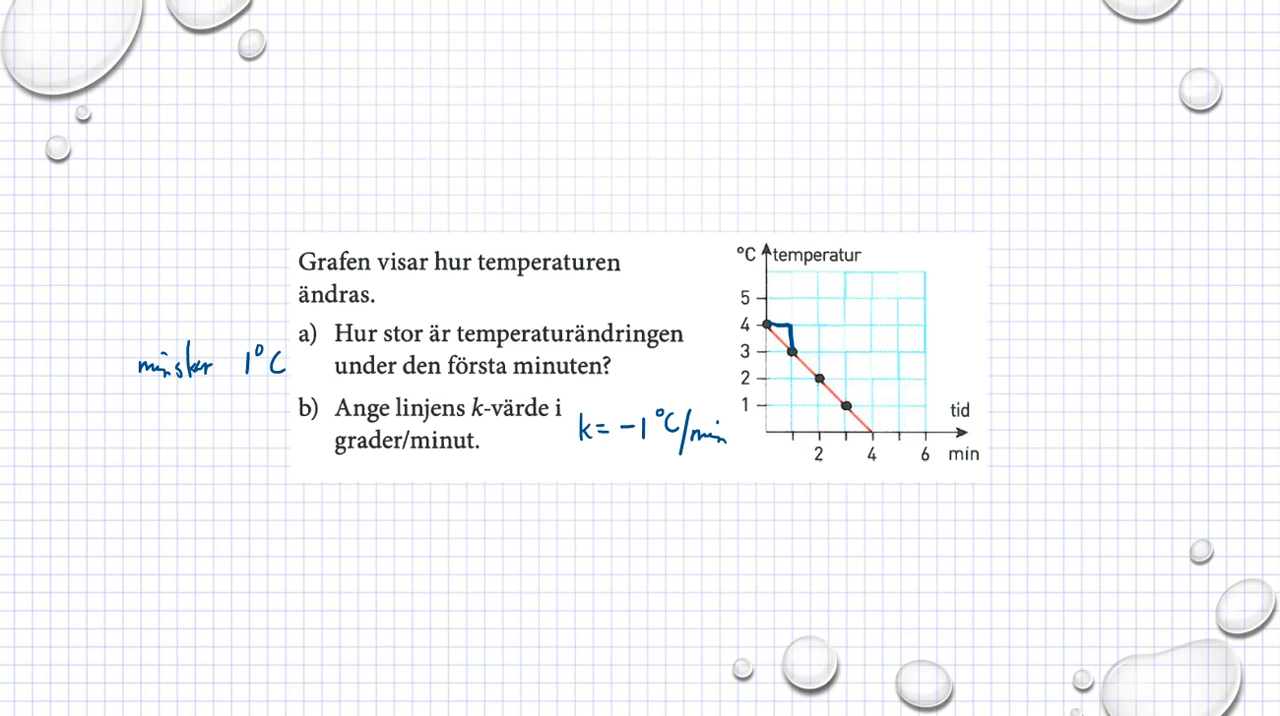 Grafen visar hur temperaturen
ändras.
a) Hur stor är temperaturändringen
under den första minuten?
minskar 1°C
b) Ange linjens k-värde i
grader/minut.
k = -1 °C/min
°C temperatur
5
4
3
2
1
tid
2 4 6 min